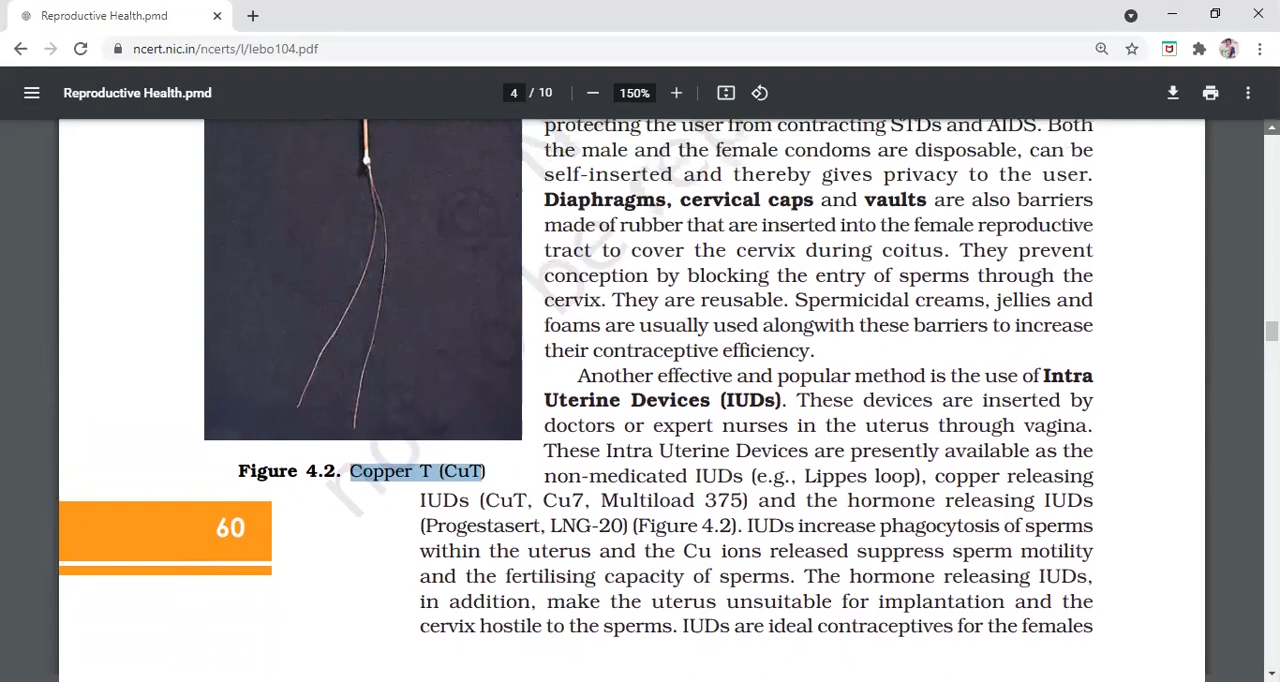 Reproductive Health.pmd
ncert.nic.in/ncerts/l/lebo104.pdf
Reproductive Health.pmd
4 / 10
150%
protecting the user from contracting STDs and AIDS. Both
the male and the female condoms are disposable, can be
self-inserted and thereby gives privacy to the user.
Diaphragms, cervical caps and vaults are also barriers
made of rubber that are inserted into the female reproductive
tract to cover the cervix during coitus. They prevent
conception by blocking the entry of sperms through the
cervix. They are reusable. Spermicidal creams, jellies and
foams are usually used alongwith these barriers to increase
their contraceptive efficiency.
Another effective and popular method is the use of Intra
Uterine Devices (IUDs). These devices are inserted by
doctors or expert nurses in the uterus through vagina.
These Intra Uterine Devices are presently available as the
non-medicated IUDs (e.g., Lippes loop), copper releasing
IUDs (CuT, Cu7, Multiload 375) and the hormone releasing IUDs
(Progestasert, LNG-20) (Figure 4.2). IUDs increase phagocytosis of sperms
within the uterus and the Cu ions released suppress sperm motility
and the fertilising capacity of sperms. The hormone releasing IUDs,
in addition, make the uterus unsuitable for implantation and the
cervix hostile to the sperms. IUDs are ideal contraceptives for the females
Figure 4.2. Copper T (CuT)
60